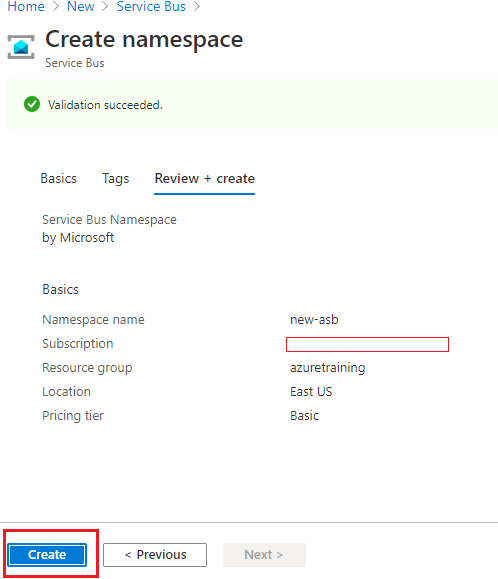 Home > New > Service Bus >
Create namespace
Service Bus
Validation succeeded.
Basics Tags Review + create
Service Bus Namespace
by Microsoft
Basics
Namespace name new-asb
Subscription
Resource group azuretraining
Location East US
Pricing tier Basic
Create < Previous Next >